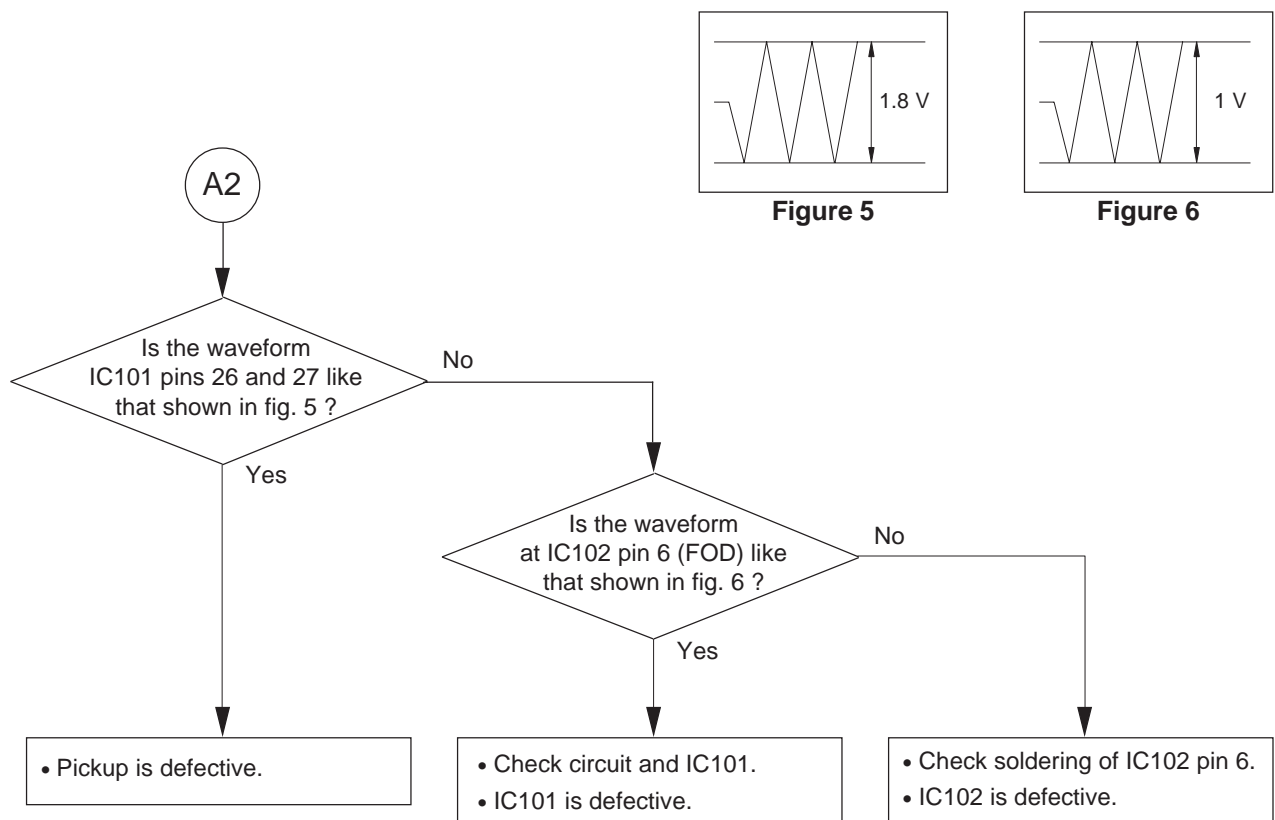 1.8 V
Figure 5
1 V
Figure 6
A2
Is the waveform
IC101 pins 26 and 27 like
that shown in fig. 5 ?
No
Yes
Is the waveform
at IC102 pin 6 (FOD) like
that shown in fig. 6 ?
No
Yes
• Pickup is defective.
• Check circuit and IC101.
• IC101 is defective.
• Check soldering of IC102 pin 6.
• IC102 is defective.